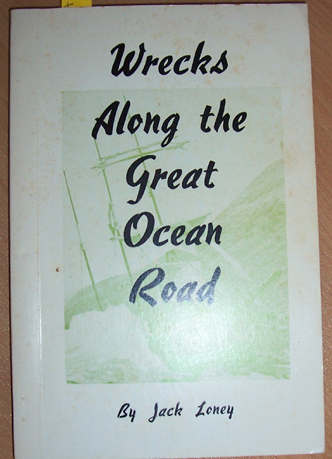 Wrecks
Along the
Great
Ocean
Road
By Jack Loney